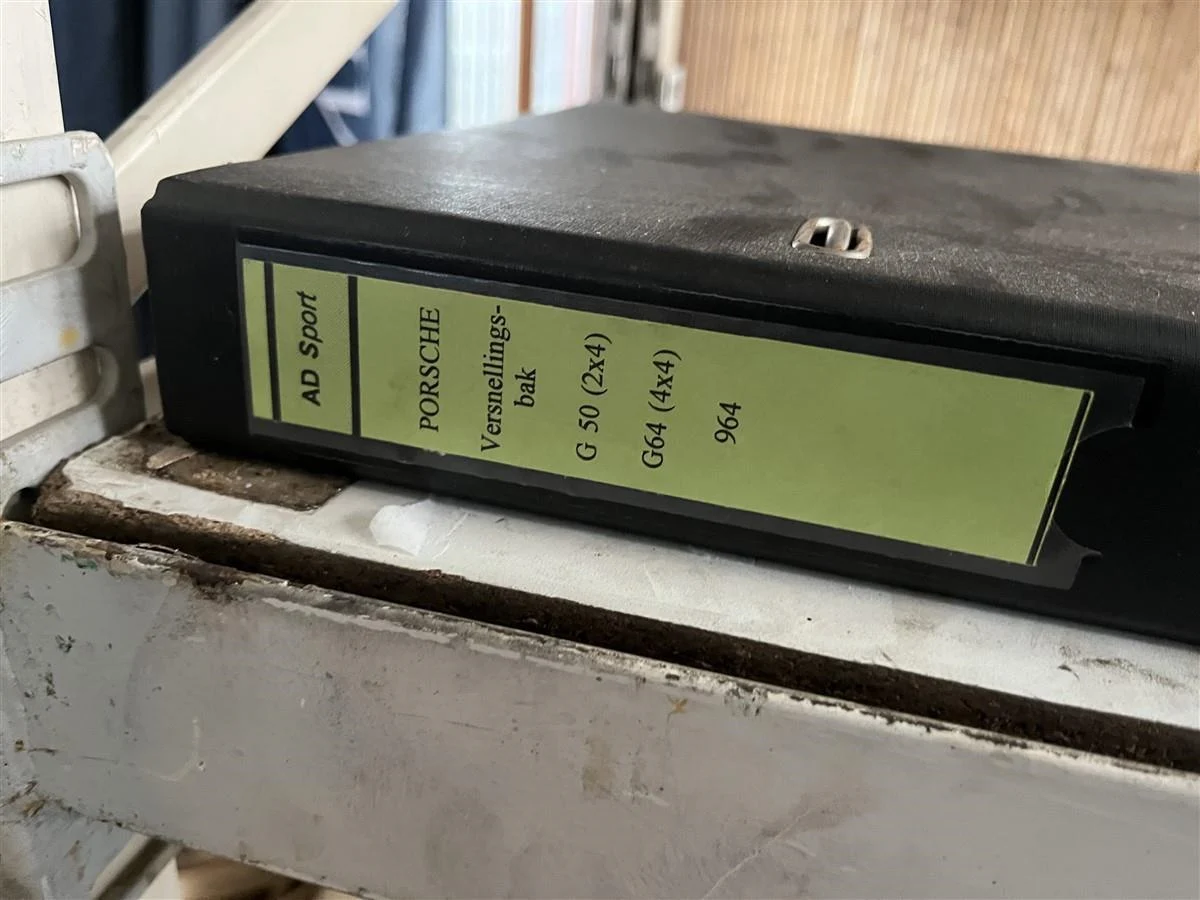 AD Sport
PORSCHE
Versnellings-
bak
G 50 (2x4)
G64 (4x4)
964